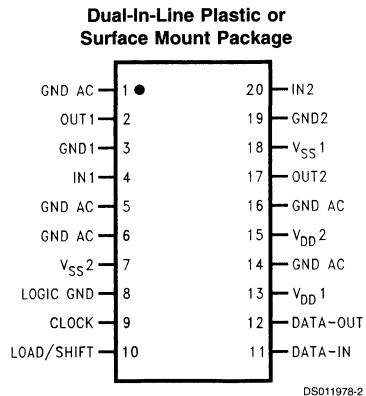 Dual-In-Line Plastic or
Surface Mount Package
GND AC 1 20 IN2
OUT1 2 19 GND2
GND1 3 18 VSS1
IN1 4 17 OUT2
GND AC 5 16 GND AC
GND AC 6 15 VDD2
VSS2 7 14 GND AC
LOGIC GND 8 13 VDD1
CLOCK 9 12 DATA-OUT
LOAD/SHIFT 10 11 DATA-IN
DS011978-2